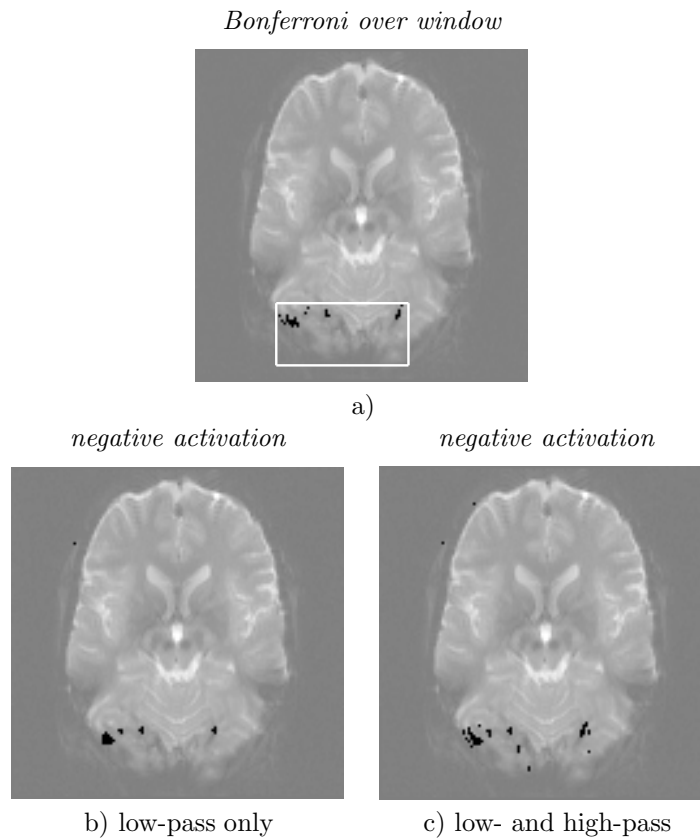 Bonferroni over window
a)
negative activation
negative activation
b) low-pass only
c) low- and high-pass